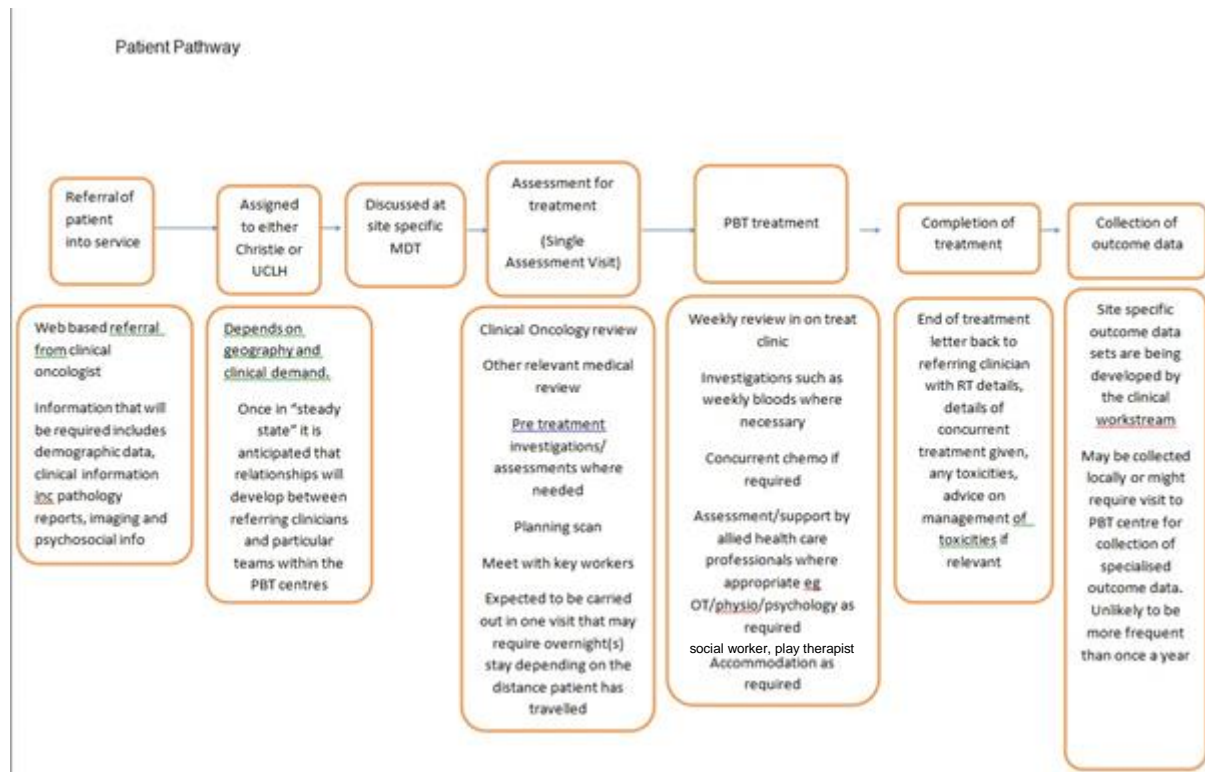 Patient Pathway
Referral of
patient
into service
Assigned
to either
Christie or
UCLH
Discussed at
site specific
MDT
Assessment for
treatment
(Single
Assessment Visit)
PBT treatment
Completion of
treatment
Collection of
outcome data
Web based referral
from clinical
oncologist
Information that will
be required includes
demographic data,
clinical information
inc pathology
reports, imaging and
psychosocial info
Depends on
geography and
clinical demand.
Once in "steady
state" it is
anticipated that
relationships will
develop between
referring clinicians
and particular
teams within the
PBT centres
Clinical Oncology review
Other relevant medical
review
Pre treatment
investigations/
assessments where
needed
Planning scan
Meet with key workers
Expected to be carried
out in one visit that may
require overnight(s)
stay depending on the
distance patient has
travelled
Weekly review in on treat
clinic
Investigations such as
weekly bloods where
necessary
Concurrent chemo if
required
Assessment/support by
allied health care
professionals where
appropriate eg
OT/physio/psychology as
required
social worker, play therapist
Accommodation as
required
End of treatment
letter back to
referring clinician
with RT details,
details of
concurrent
treatment given,
any toxicities,
advice on
management of
toxicities if
relevant
Site specific
outcome data
sets are being
developed by
the clinical
workstream
May be collected
locally or might
require visit to
PBT centre for
collection of
specialised
outcome data.
Unlikely to be
more frequent
than once a year